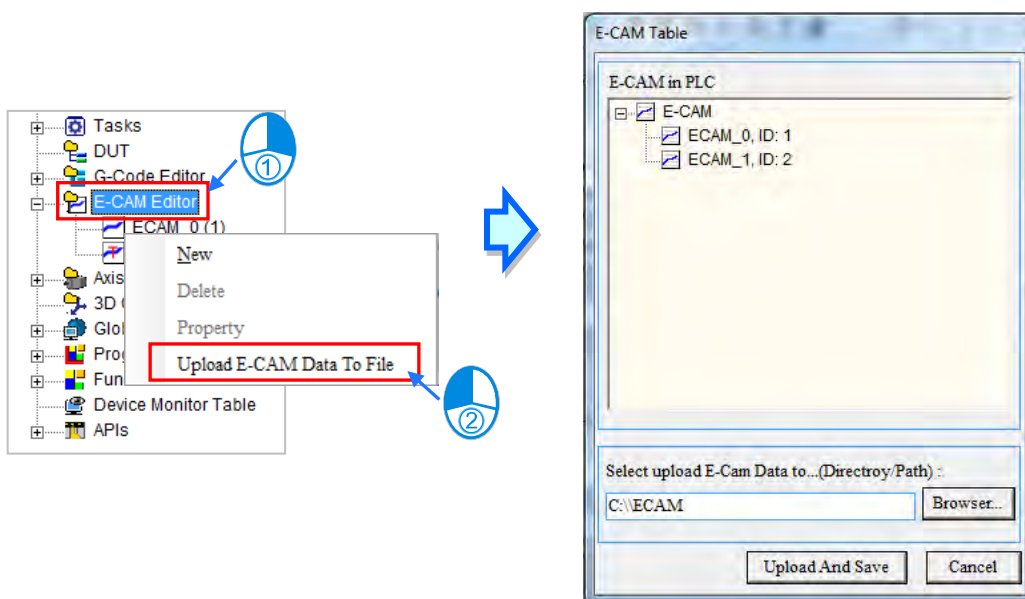 Tasks
DUT
G-Code Editor
E-CAM Editor
ECAM_0 (1)
Axis
3D
Glo
Pro
Fun
Device Monitor Table
APIs
①
New
Delete
Property
Upload E-CAM Data To File
②
E-CAM Table
E-CAM in PLC
E-CAM
ECAM_0, ID: 1
ECAM_1, ID: 2
Select upload E-Cam Data to...(Directroy/Path) :
C:\\ECAM
Browser...
Upload And Save
Cancel